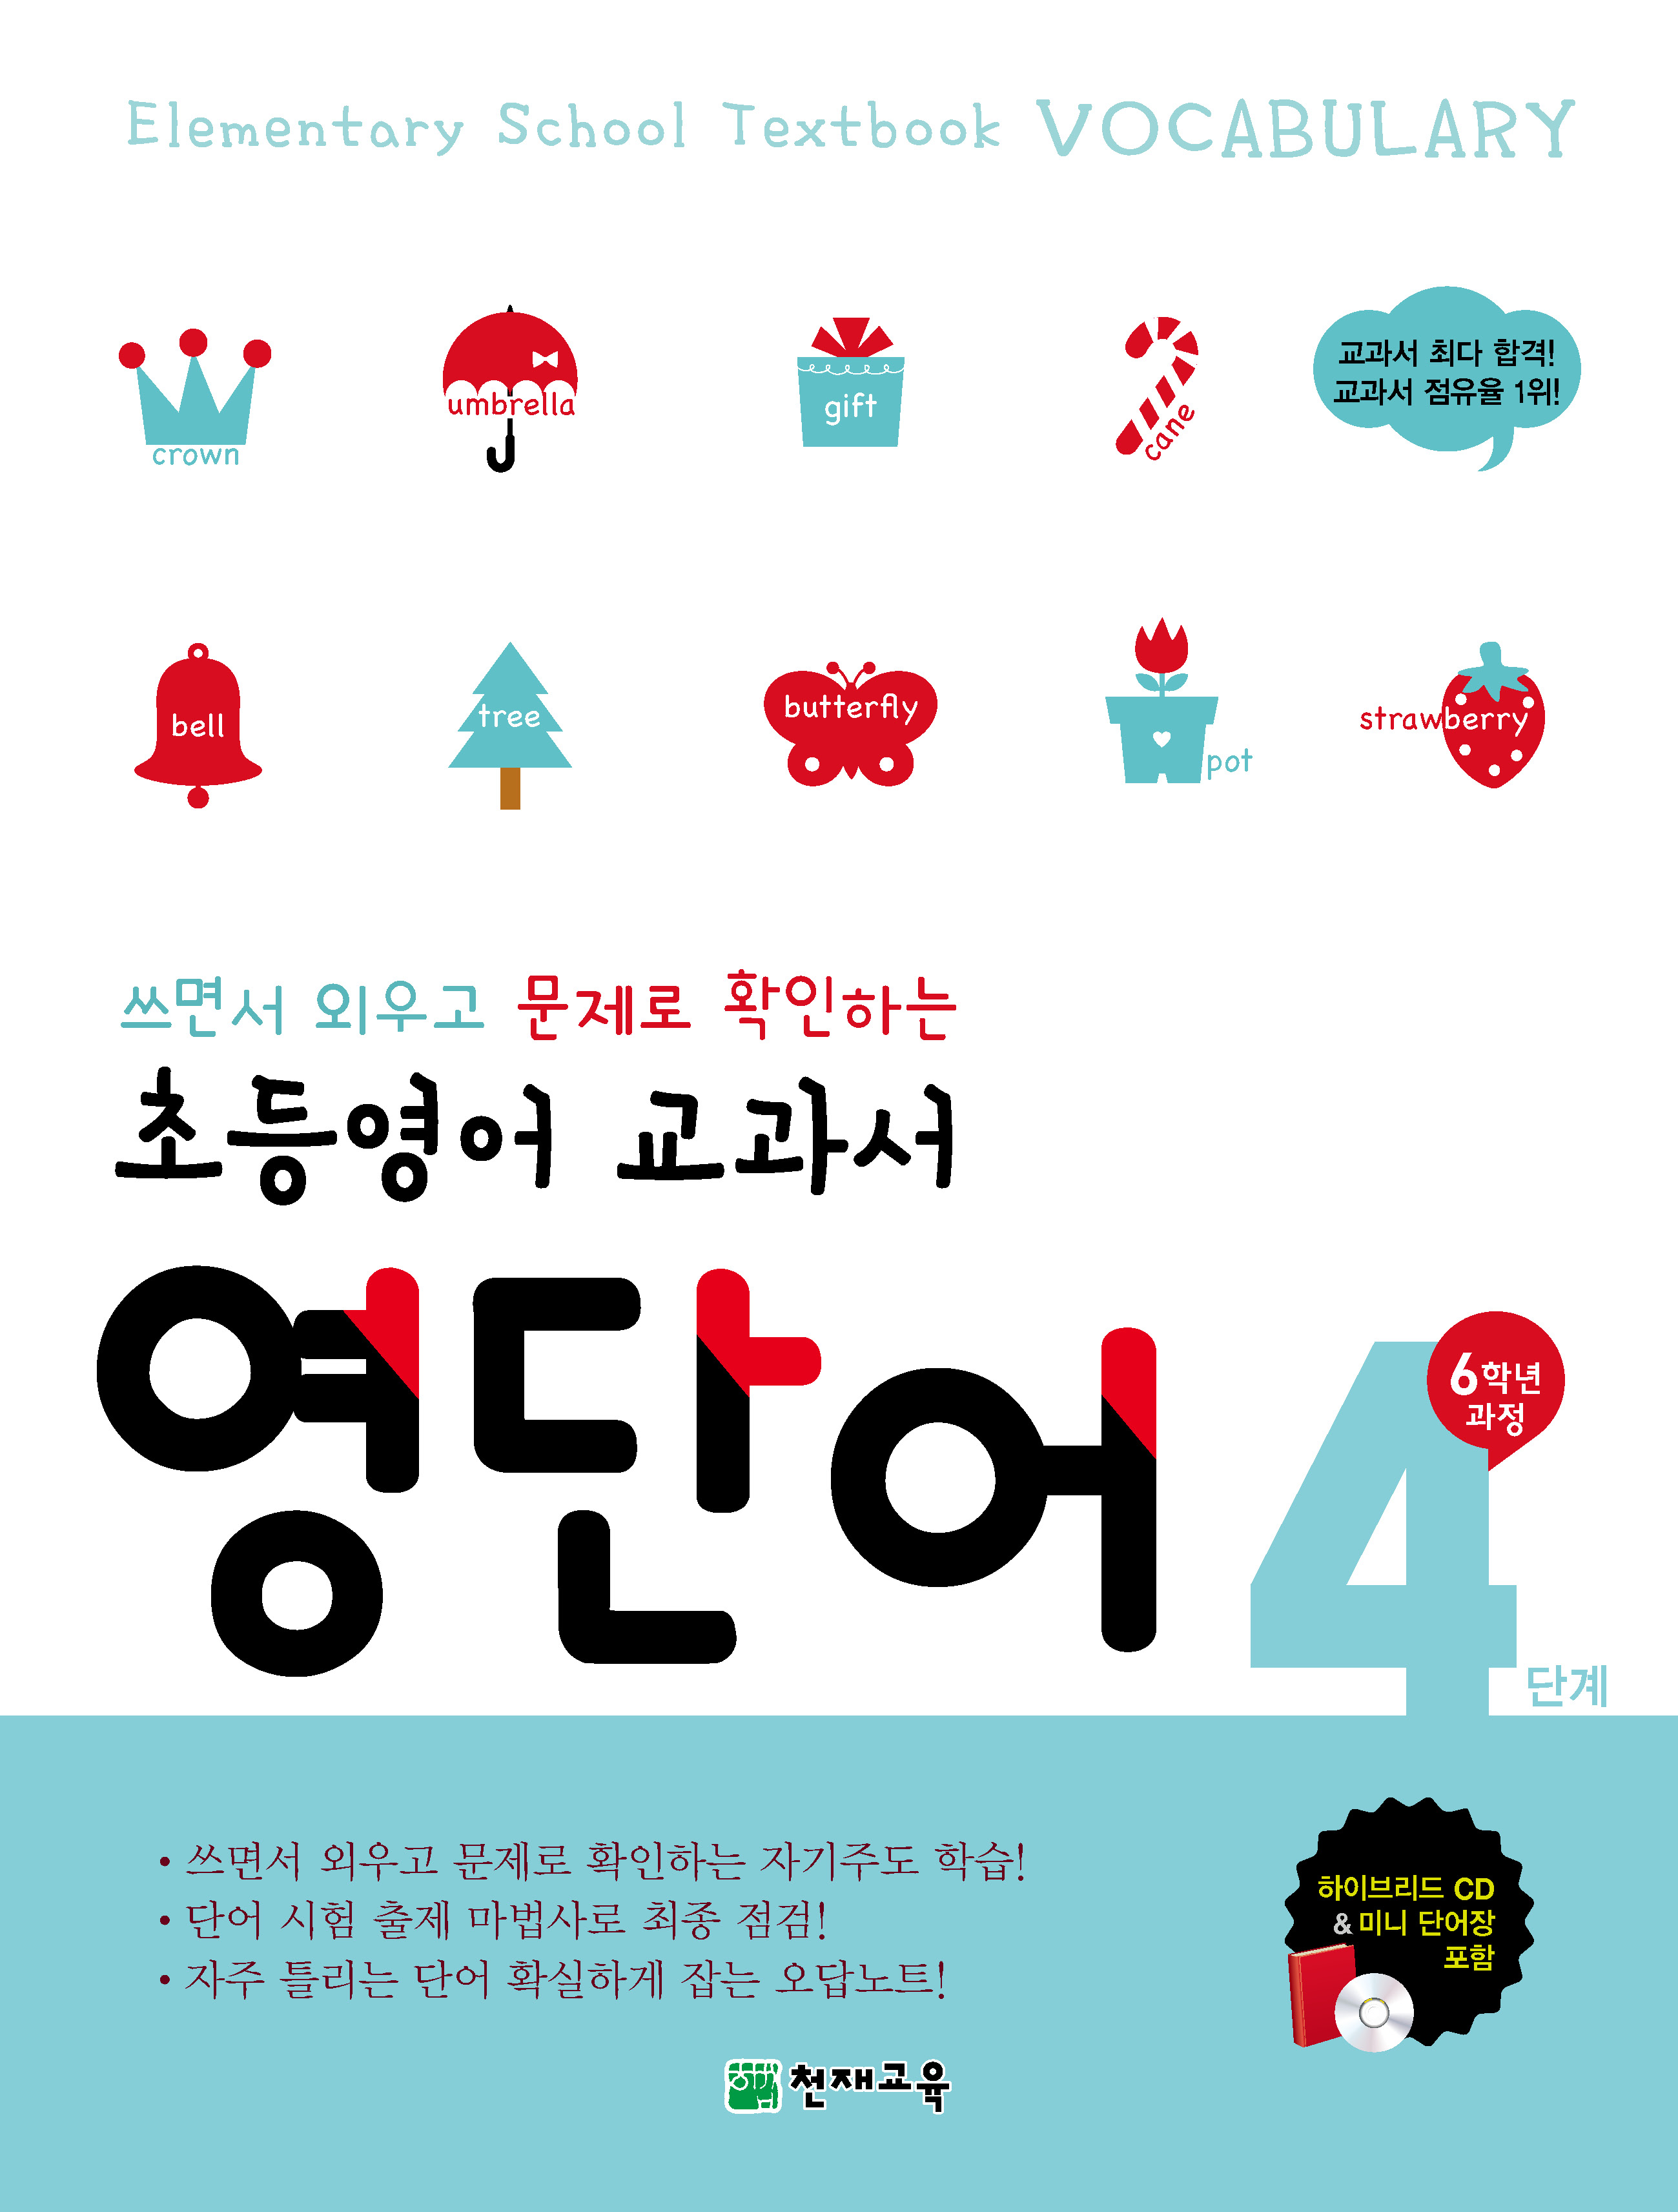 Elementary School Textbook VOCABULARY
crown
umbrella
gift
cane
교과서 최다 합격!
교과서 점유율 1위!
bell
tree
butterfly
pot
strawberry
쓰면서 외우고 문제로 확인하는
초등영어 교과서
영단어 4단계
6학년
과정
• 쓰면서 외우고 문제로 확인하는 자기주도 학습!
• 단어 시험 출제 마법사로 최종 점검!
• 자주 틀리는 단어 확실하게 잡는 오답노트!
하이브리드 CD
& 미니 단어장
포함
천재교육